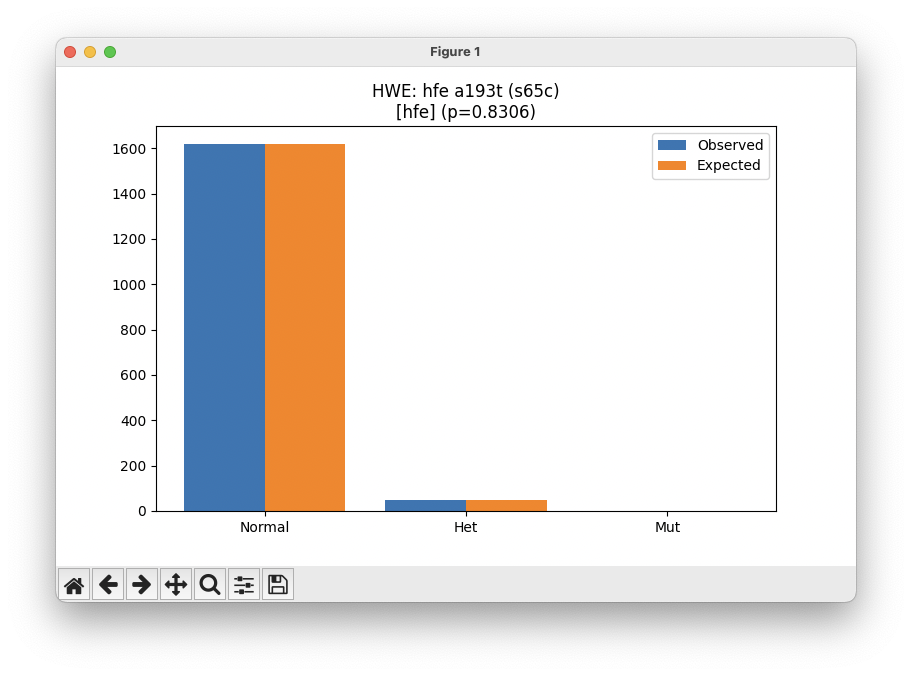 Figure 1
HWE: hfe a193t (s65c)
[hfe] (p=0.8306)
Observed
Expected
1600
1400
1200
1000
800
600
400
200
0
Normal Het Mut